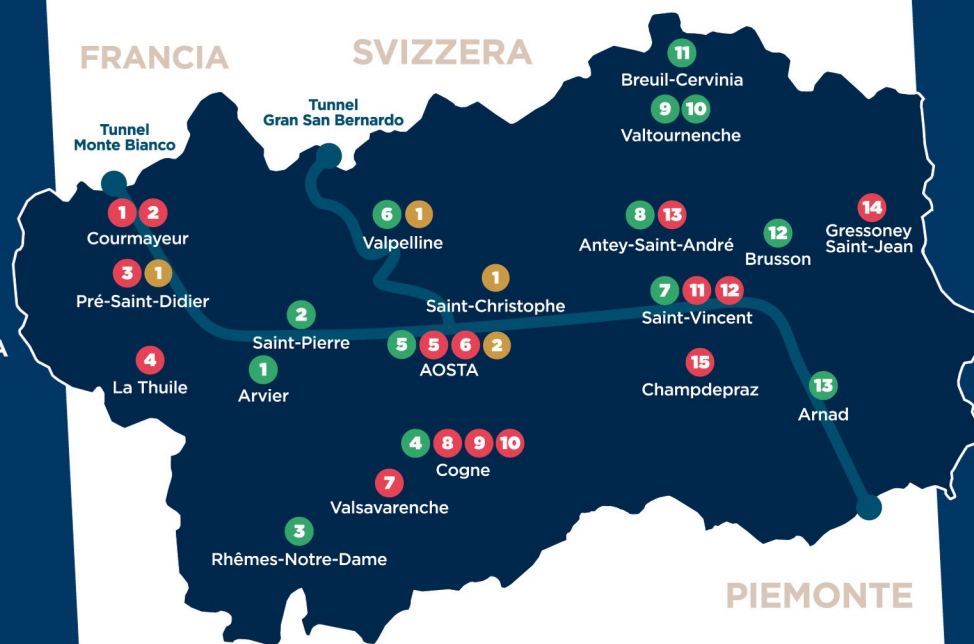 FRANCIA
SVIZZERA
Tunnel
Monte Bianco
Tunnel
Gran San Bernardo
11
Breuil-Cervinia
9 10
Valtournenche
1 2
Courmayeur
6 1
Valpelline
8 13
Antey-Saint-André
12
Brusson
14
Gressoney
Saint-Jean
3 1
Pré-Saint-Didier
1
Saint-Christophe
7 11 12
Saint-Vincent
2
Saint-Pierre
5 5 6 2
AOSTA
4
La Thuile
1
Arvier
15
Champdepraz
13
Arnad
4 8 9 10
Cogne
7
Valsavarenche
3
Rhêmes-Notre-Dame
PIEMONTE
A